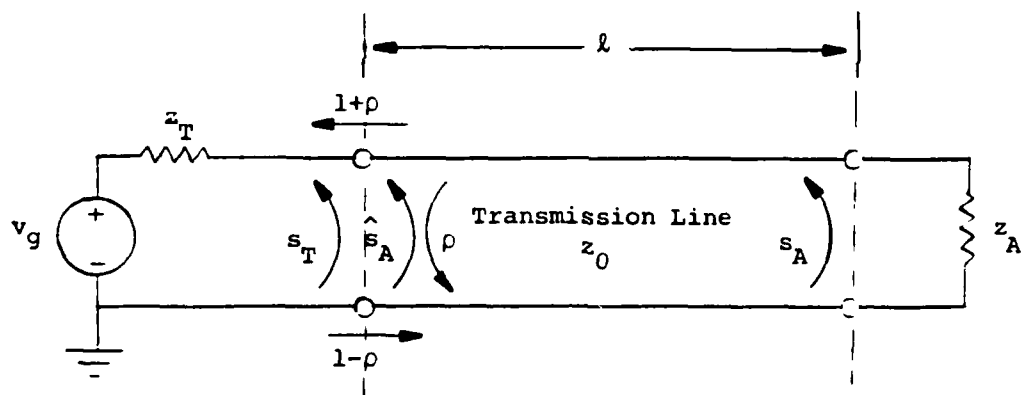 ℓ
1+ρ
z_T
v_g
+
−
s_T
ŝ_A
ρ
Transmission Line
z_0
s_A
z_A
1-ρ